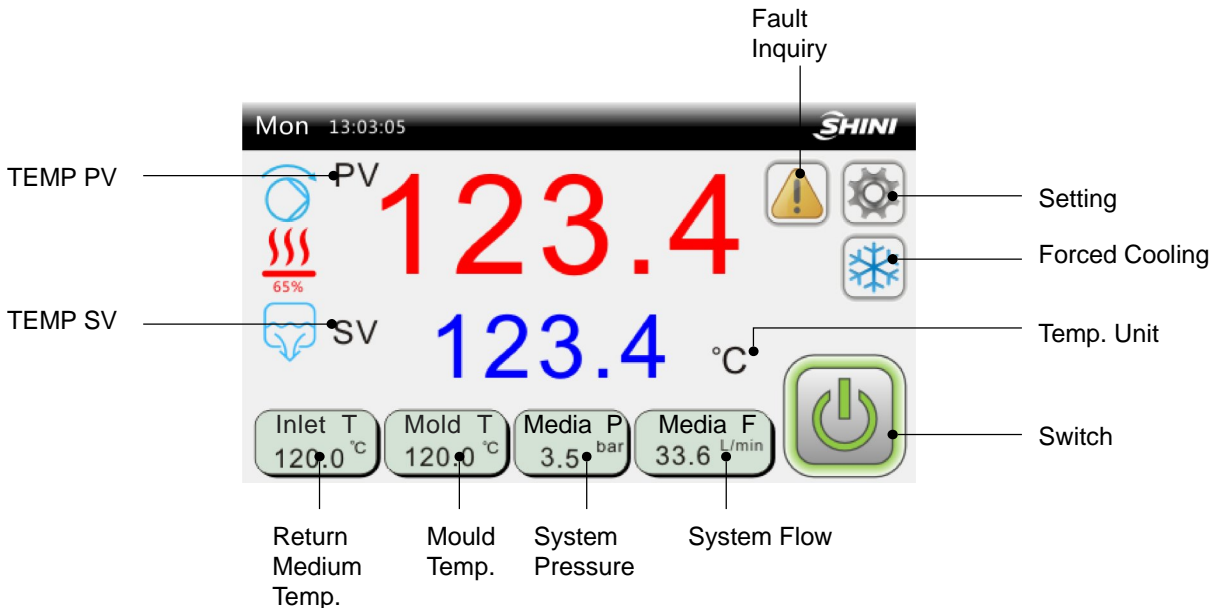 Fault
Inquiry
Mon 13:03:05
SHINI
TEMP PV
PV
123.4
Setting
65%
Forced Cooling
TEMP SV
SV
123.4
°C
Temp. Unit
Inlet T
120.0 °C
Mold T
120.0 °C
Media P
3.5 bar
Media F
33.6 L/min
Switch
Return
Medium
Temp.
Mould
Temp.
System
Pressure
System Flow